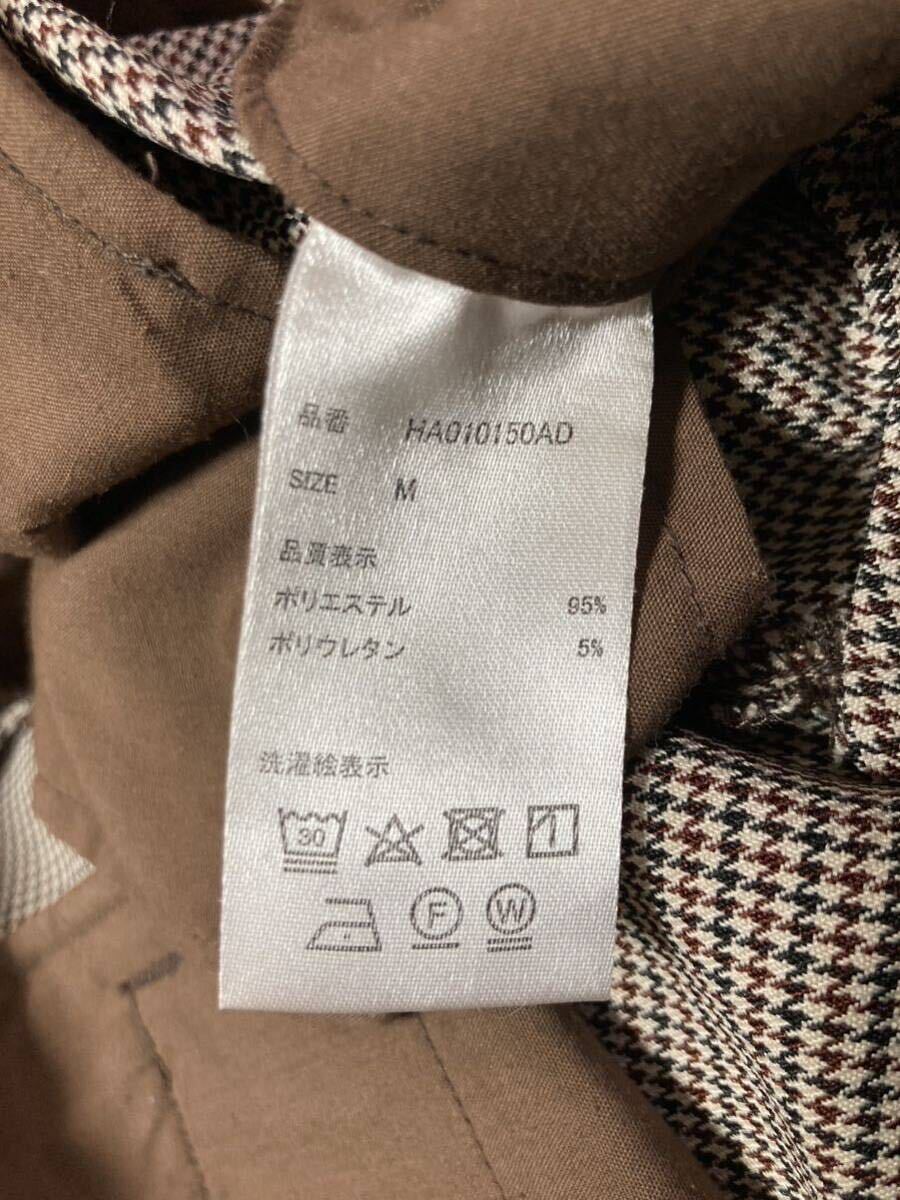 品番 HA010150AD
SIZE M
品質表示
ポリエステル 95%
ポリウレタン 5%
洗濯絵表示
30
F W